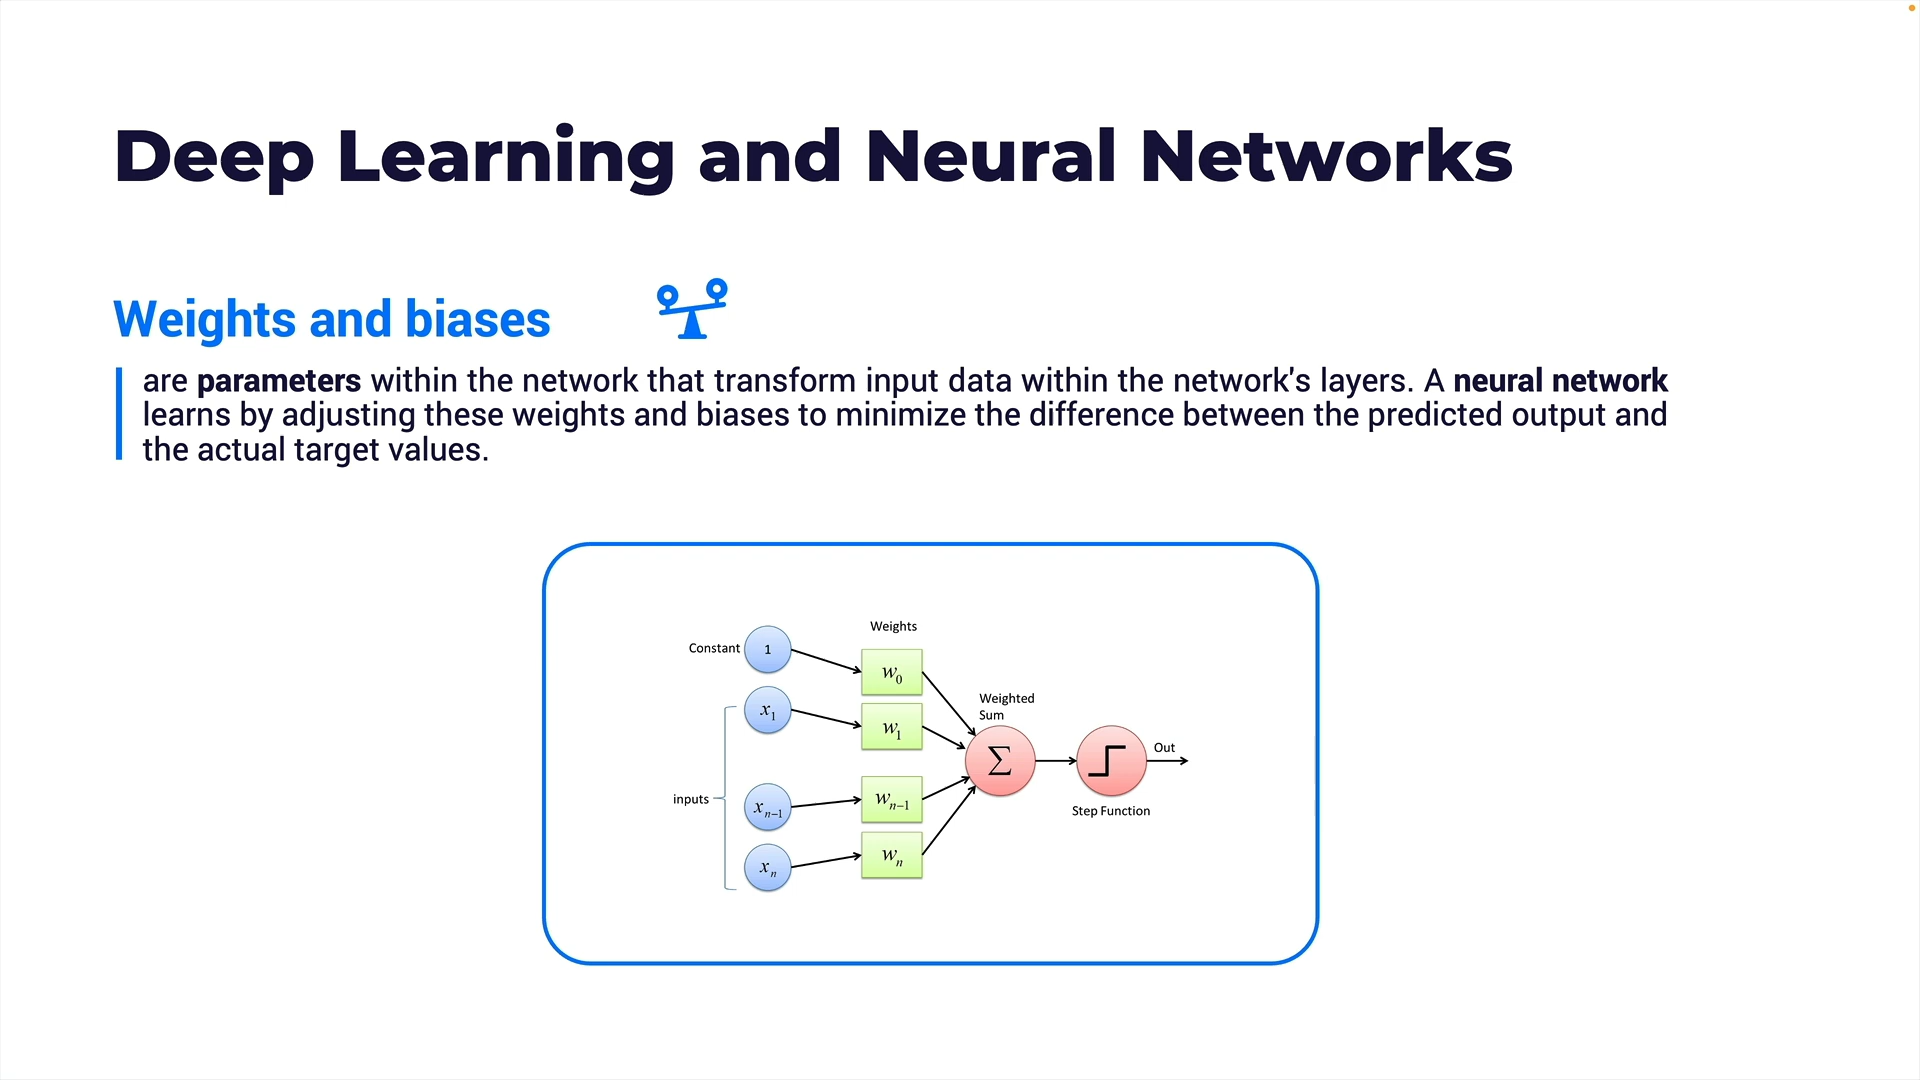 Deep Learning and Neural Networks
Weights and biases
are parameters within the network that transform input data within the network's layers. A neural network
learns by adjusting these weights and biases to minimize the difference between the predicted output and
the actual target values.
Weights
Constant
1
w0
x1
w1
Weighted
Sum
Σ
Out
inputs
xn−1
wn−1
Step Function
xn
wn